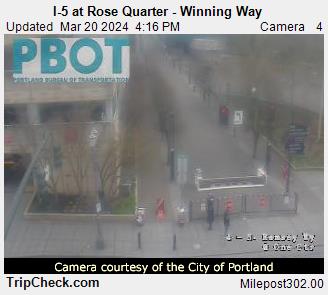 I-5 at Rose Quarter - Winning Way
Updated Mar 20 2024 4:16 PM Camera 4
PBOT
PORTLAND BUREAU OF TRANSPORTATION
Camera courtesy of the City of Portland
TripCheck.com Milepost302.00